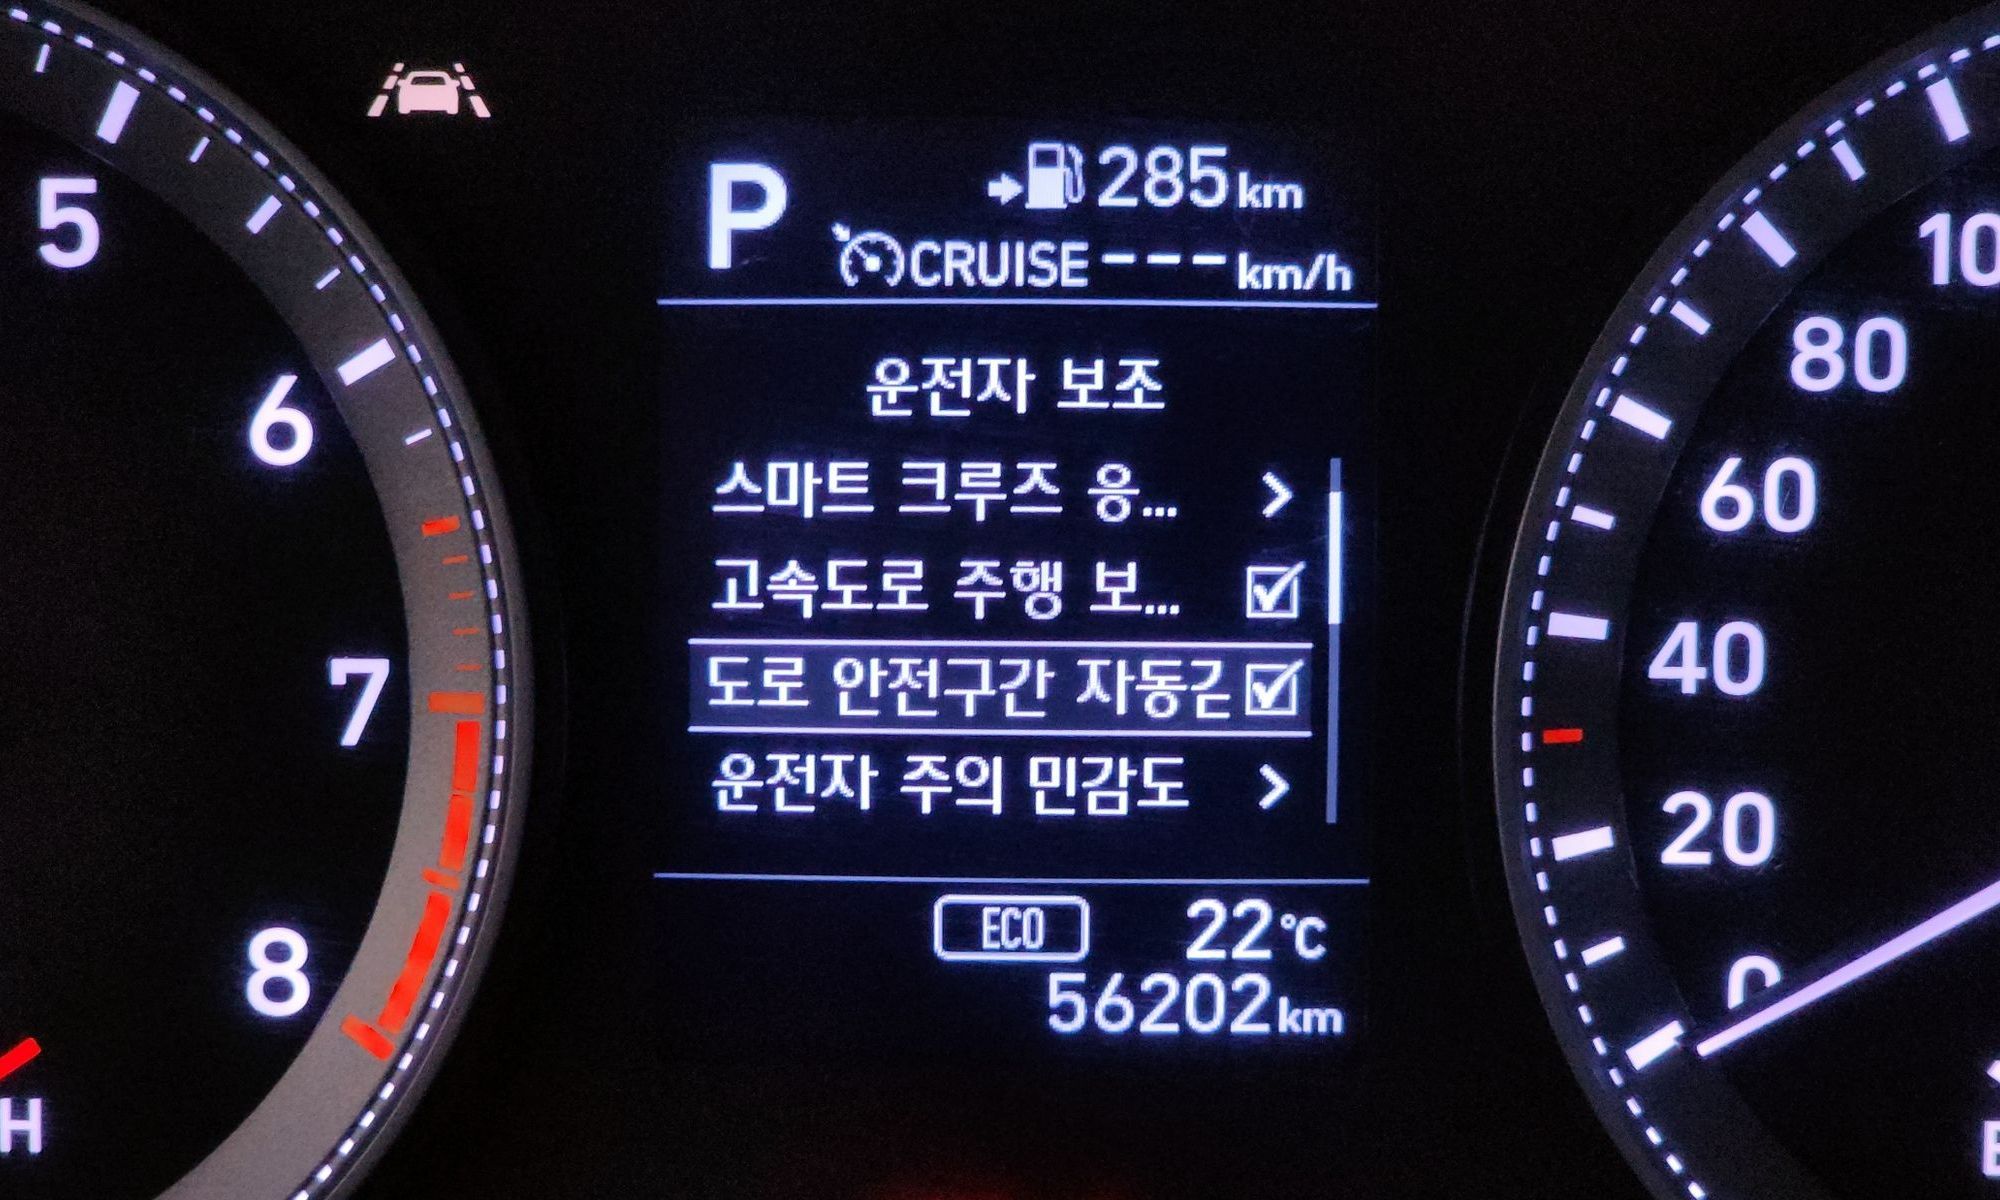 5
6
7
8
H
P
285km
CRUISE --- km/h
운전자 보조
스마트 크루즈 응...
고속도로 주행 보...
도로 안전구간 자동
운전자 주의 민감도
ECO
22℃
56202km
100
80
60
40
20
0